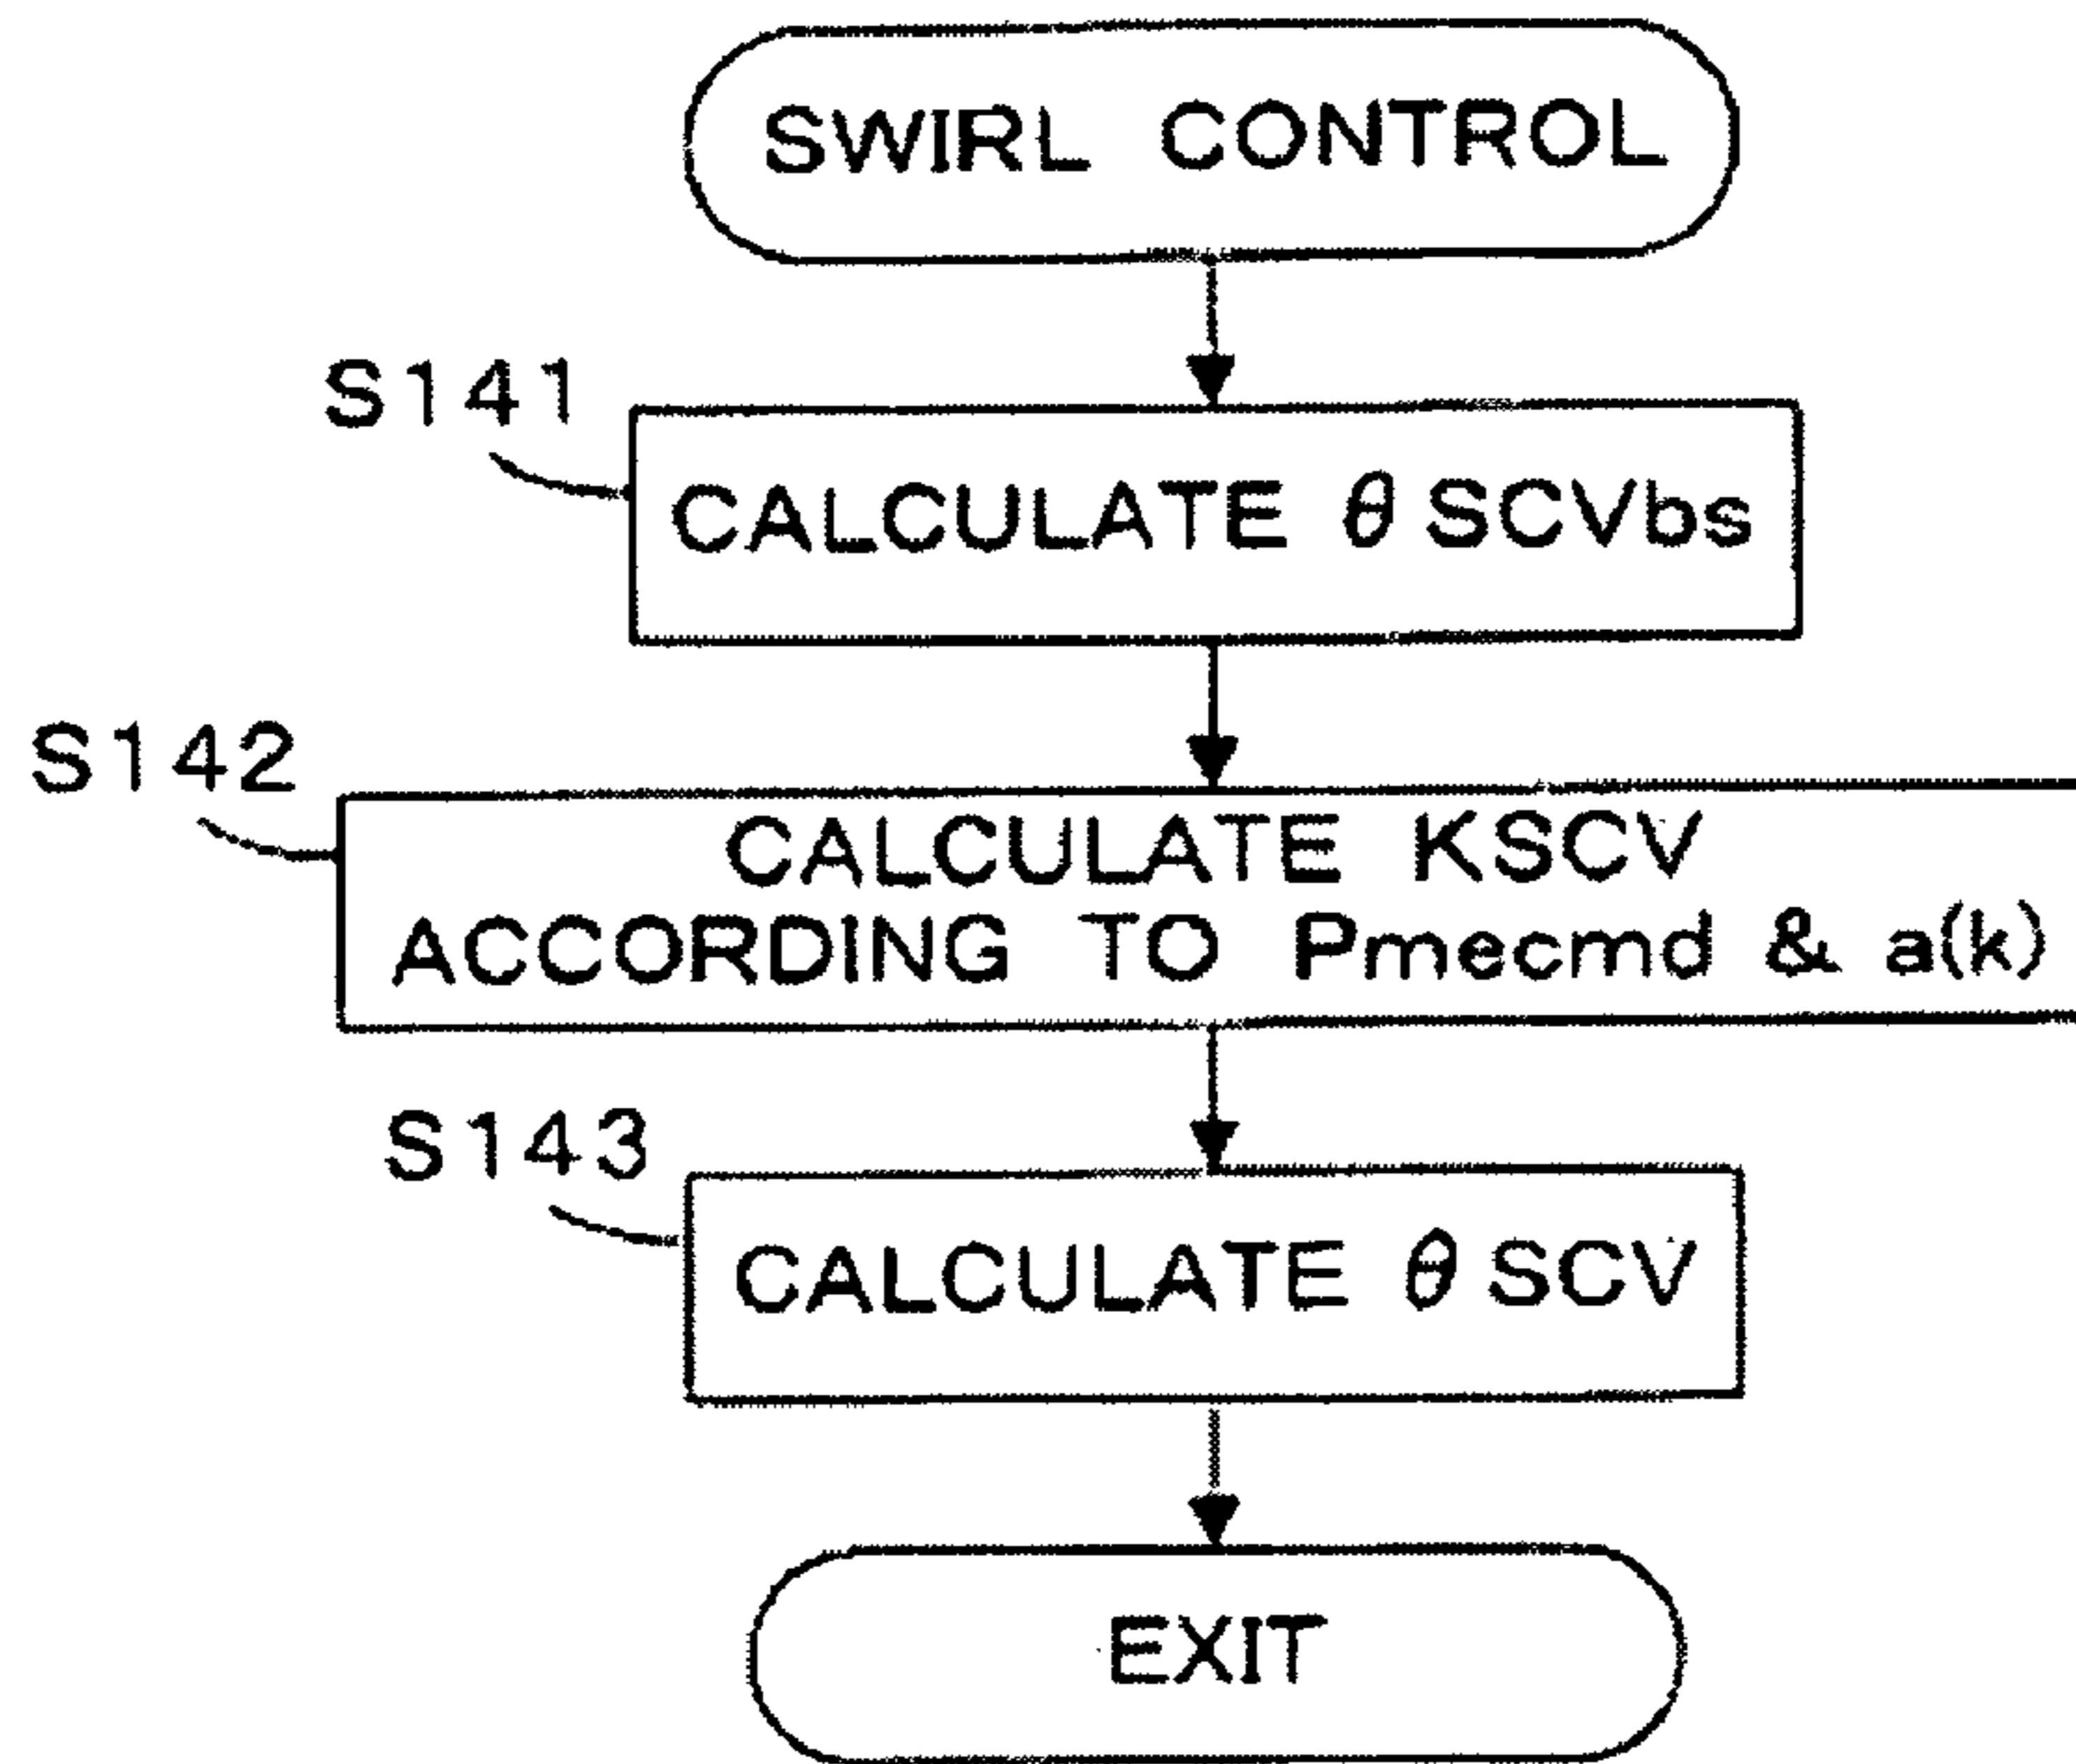 SWIRL CONTROL
S141
CALCULATE θSCVbs
S142
CALCULATE KSCV
ACCORDING TO Pmecmd & a(k)
S143
CALCULATE θSCV
EXIT